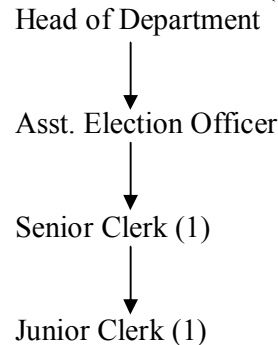 Head of Department
Asst. Election Officer
Senior Clerk (1)
Junior Clerk (1)